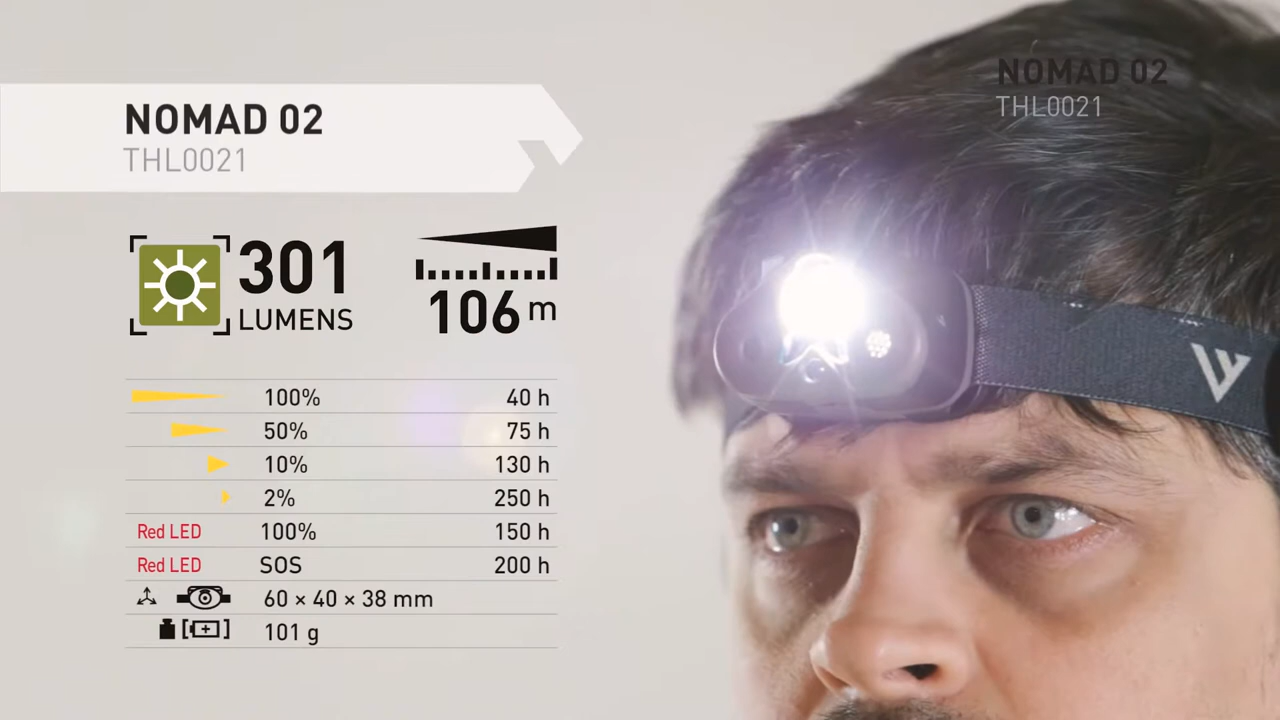 NOMAD 02
THL0021
NOMAD 02
THL0021
301
LUMENS
106 m
100% 40 h
50% 75 h
10% 130 h
2% 250 h
Red LED 100% 150 h
Red LED SOS 200 h
60 × 40 × 38 mm
101 g